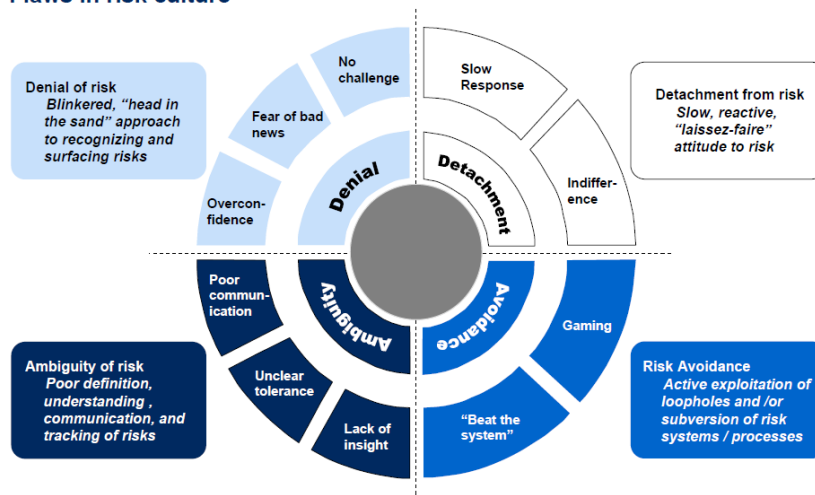 Flaws in risk culture
Denial of risk
Blinkered, “head in
the sand” approach
to recognizing and
surfacing risks
No
challenge
Fear of bad
news
Overcon-
fidence
Denial
Slow
Response
Indiffer-
ence
Detachment
Detachment from risk
Slow, reactive,
“laissez-faire”
attitude to risk
Poor
commun-
ication
Unclear
tolerance
Lack of
insight
Ambiguity
Ambiguity of risk
Poor definition,
understanding ,
communication, and
tracking of risks
Avoidance
Gaming
“Beat the
system”
Risk Avoidance
Active exploitation of
loopholes and /or
subversion of risk
systems / processes